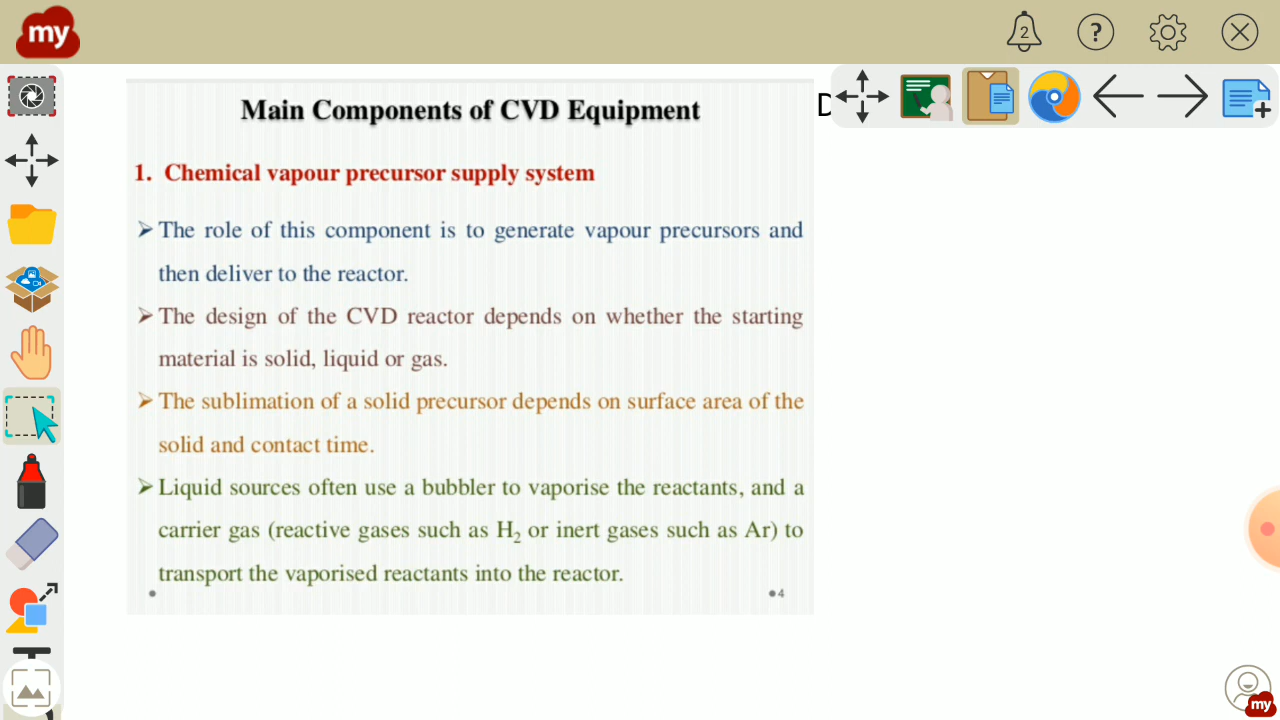 my
2
?
D
Main Components of CVD Equipment
1. Chemical vapour precursor supply system
➢ The role of this component is to generate vapour precursors and
then deliver to the reactor.
➢ The design of the CVD reactor depends on whether the starting
material is solid, liquid or gas.
➢ The sublimation of a solid precursor depends on surface area of the
solid and contact time.
➢ Liquid sources often use a bubbler to vaporise the reactants, and a
carrier gas (reactive gases such as H₂ or inert gases such as Ar) to
transport the vaporised reactants into the reactor.
• •4
my